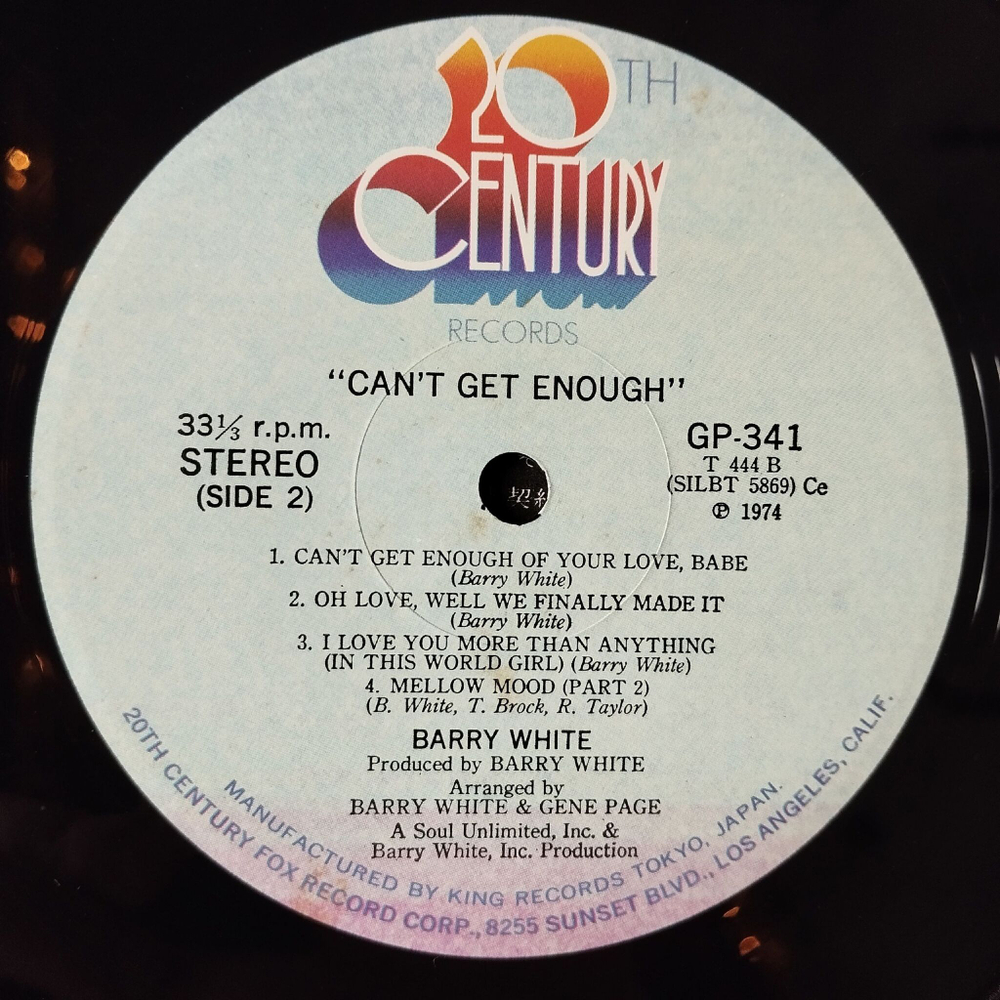 20TH
CENTURY
RECORDS
"CAN'T GET ENOUGH"
33⅓ r.p.m.
STEREO
(SIDE 2)
GP-341
T 444 B
(SILBT 5869) Ce
℗ 1974
契約
1. CAN'T GET ENOUGH OF YOUR LOVE, BABE
(Barry White)
2. OH LOVE, WELL WE FINALLY MADE IT
(Barry White)
3. I LOVE YOU MORE THAN ANYTHING
(IN THIS WORLD GIRL) (Barry White)
4. MELLOW MOOD (PART 2)
(B. White, T. Brock, R. Taylor)
BARRY WHITE
Produced by BARRY WHITE
Arranged by
BARRY WHITE & GENE PAGE
A Soul Unlimited, Inc. &
Barry White, Inc. Production
MANUFACTURED BY KING RECORDS TOKYO, JAPAN.
20TH CENTURY FOX RECORD CORP., 8255 SUNSET BLVD., LOS ANGELES, CALIF.